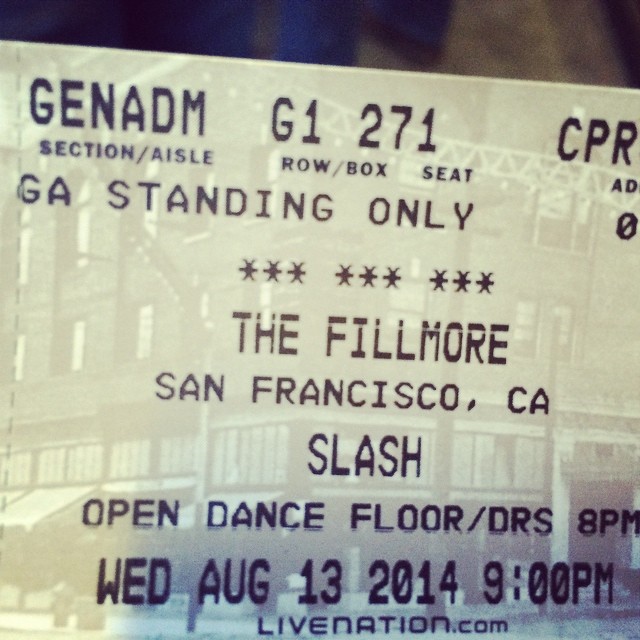 GENADM G1 271 CPR
SECTION/AISLE ROW/BOX SEAT AD
GA STANDING ONLY 0
*** *** ***
THE FILLMORE
SAN FRANCISCO, CA
SLASH
OPEN DANCE FLOOR/DRS 8PM
WED AUG 13 2014 9:00PM
LIVENATION.com